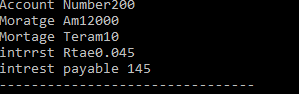 Account Number200
Moratge Am12000
Mortage Teram10
intrrst Rtae0.045
intrest payable 145
--------------------------------